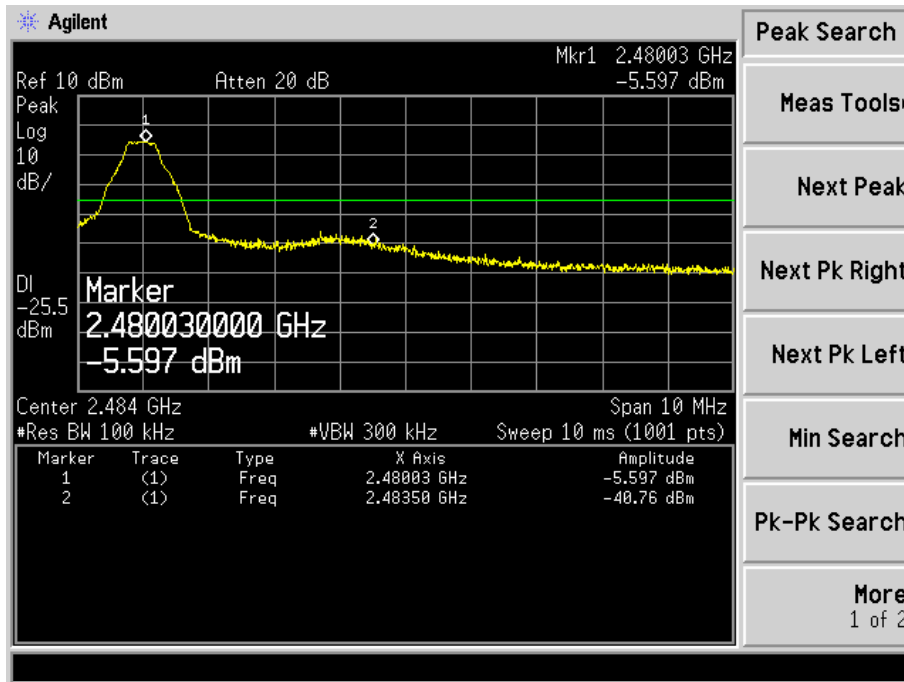 Agilent
Peak Search
Mkr1 2.48003 GHz
Ref 10 dBm Atten 20 dB -5.597 dBm
Peak
Log
10
dB/
1
2
DI
-25.5
dBm
Marker
2.480030000 GHz
-5.597 dBm
Center 2.484 GHz Span 10 MHz
#Res BW 100 kHz #VBW 300 kHz Sweep 10 ms (1001 pts)
Marker Trace Type X Axis Amplitude
1 (1) Freq 2.48003 GHz -5.597 dBm
2 (1) Freq 2.48350 GHz -40.76 dBm
Meas Tools
Next Peak
Next Pk Right
Next Pk Left
Min Search
Pk-Pk Search
More
1 of 2